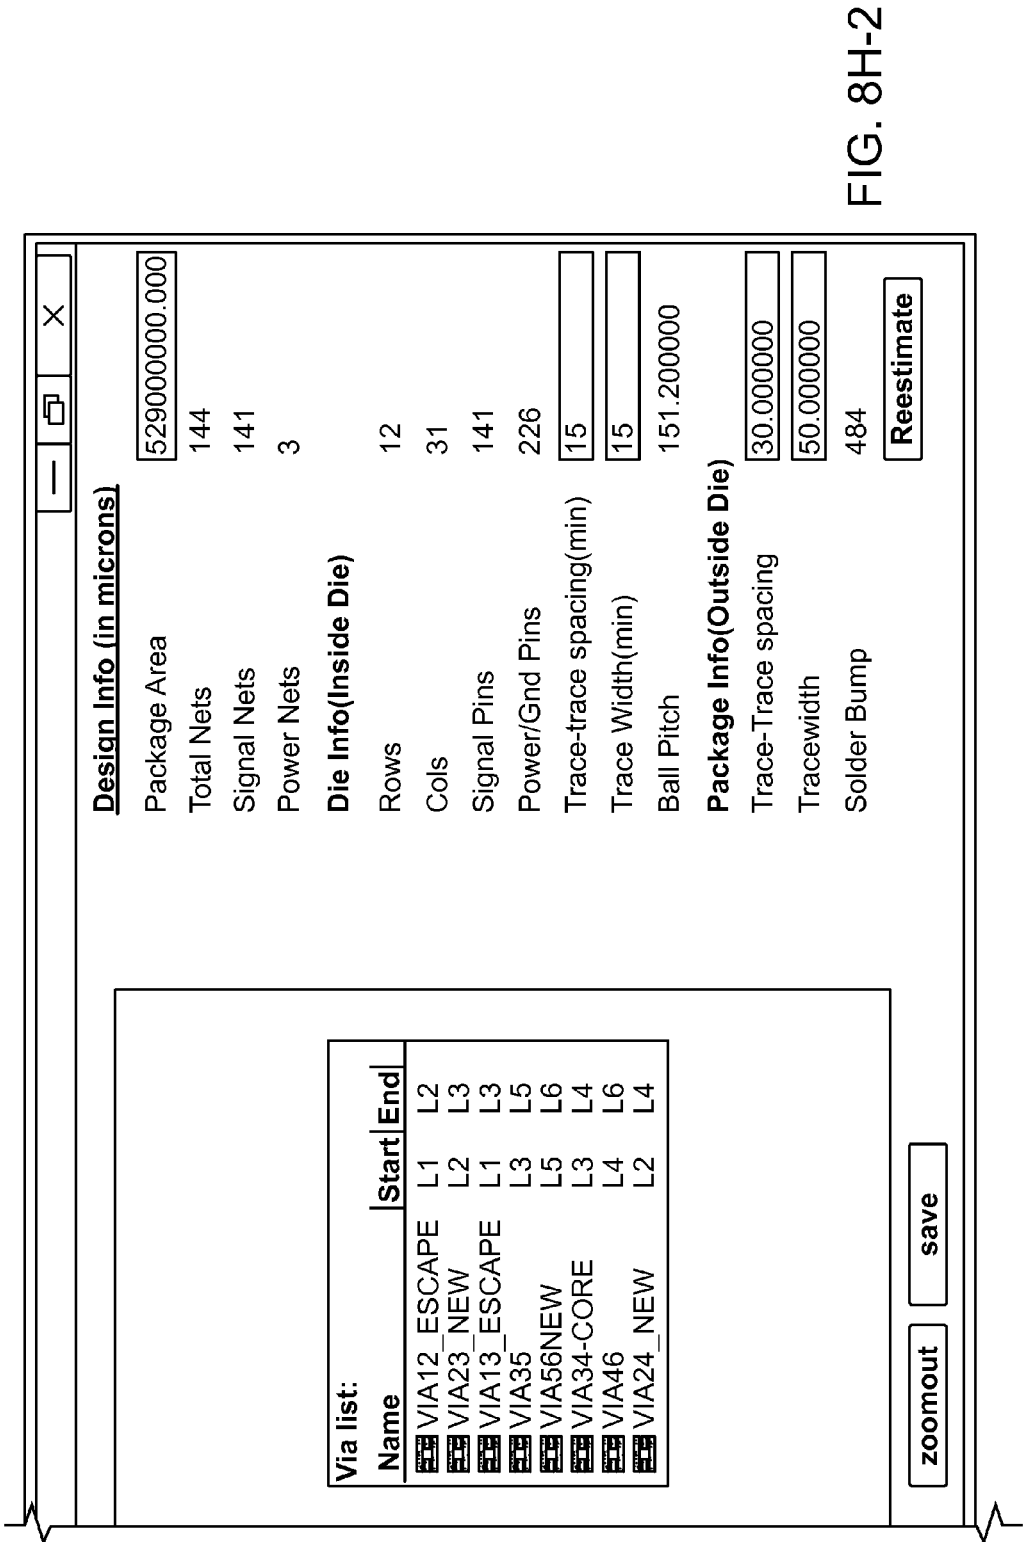 Via list:
Name Start End
VIA12_ESCAPE L1 L2
VIA23_NEW L2 L3
VIA13_ESCAPE L1 L3
VIA35 L3 L5
VIA56NEW L5 L6
VIA34-CORE L3 L4
VIA46 L4 L6
VIA24_NEW L2 L4
zoomout save
Design Info (in microns)
Package Area 529000000.000
Total Nets 144
Signal Nets 141
Power Nets 3
Die Info(Inside Die)
Rows 12
Cols 31
Signal Pins 141
Power/Gnd Pins 226
Trace-trace spacing(min) 15
Trace Width(min) 15
Ball Pitch 151.200000
Package Info(Outside Die)
Trace-Trace spacing 30.000000
Tracewidth 50.000000
Solder Bump 484
Reestimate
FIG. 8H-2